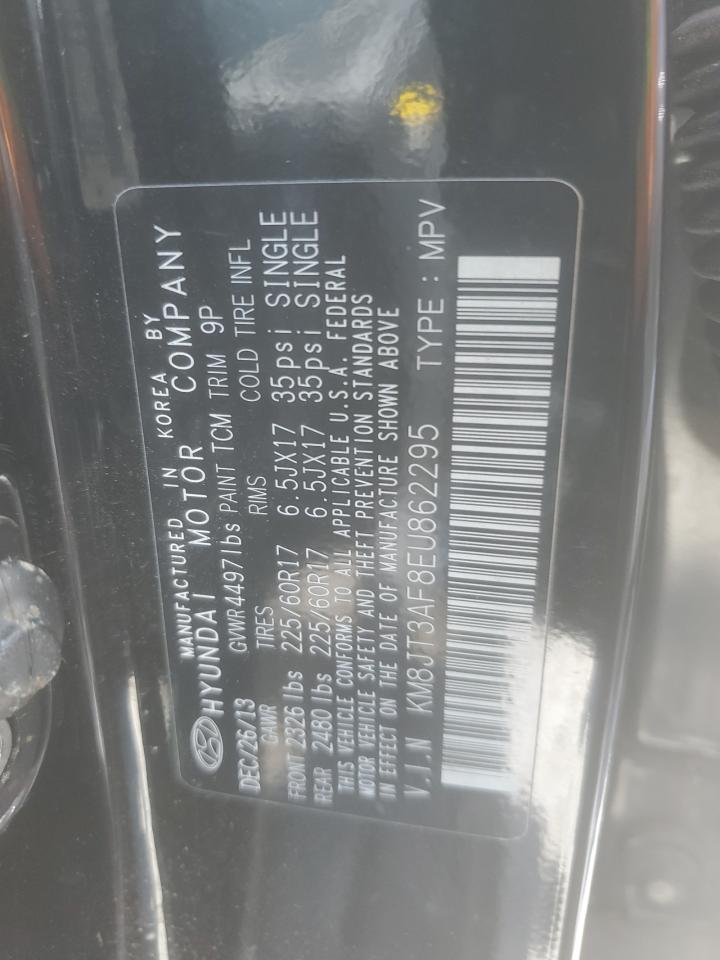 MANUFACTURED IN KOREA BY
HYUNDAI MOTOR COMPANY
DEC/26/13 GVWR 4497lbs PAINT TCM TRIM 9P
GAWR TIRES RIMS COLD TIRE INFL
FRONT 2326 lbs 225/60R17 6.5JX17 35psi SINGLE
REAR 2480 lbs 225/60R17 6.5JX17 35psi SINGLE
THIS VEHICLE CONFORMS TO ALL APPLICABLE U.S.A. FEDERAL
MOTOR VEHICLE SAFETY AND THEFT PREVENTION STANDARDS
IN EFFECT ON THE DATE OF MANUFACTURE SHOWN ABOVE
V.I.N KM8JT3AF8EU862295 TYPE : MPV